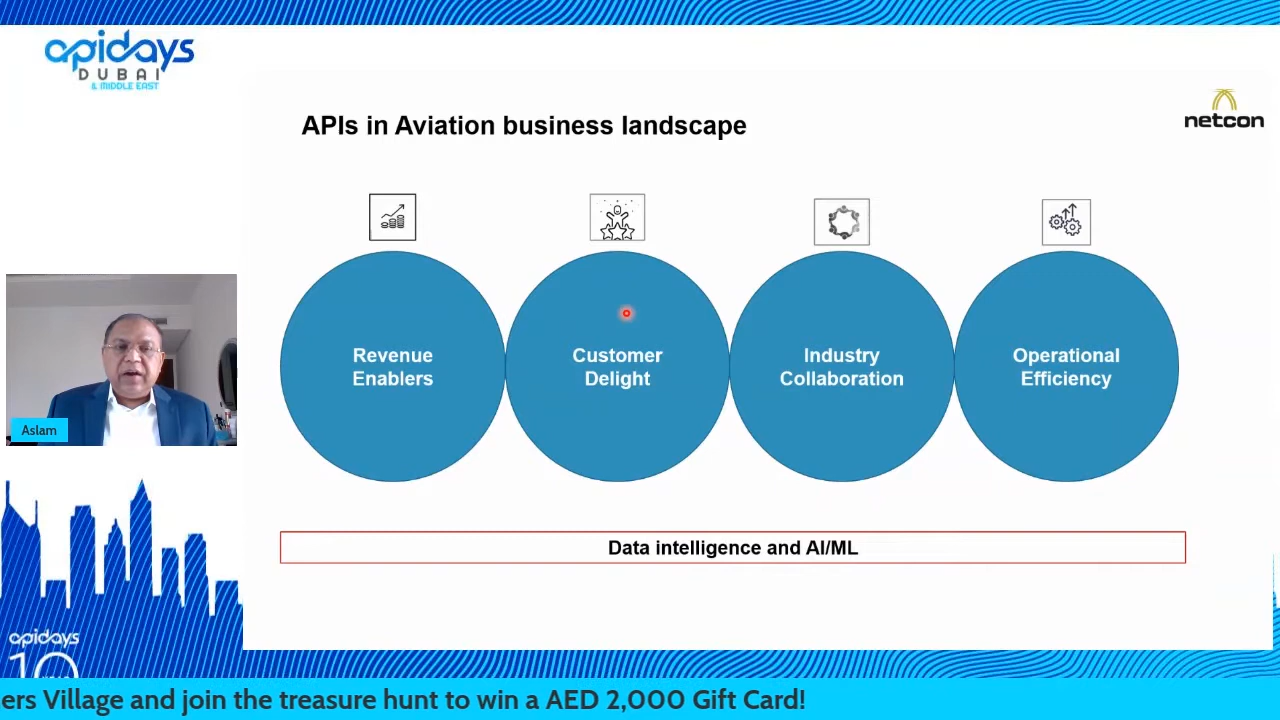 apidays
DUBAI
& MIDDLE EAST
APIs in Aviation business landscape
netcon
Revenue
Enablers
Customer
Delight
Industry
Collaboration
Operational
Efficiency
Aslam
Data intelligence and AI/ML
apidays
10
ers Village and join the treasure hunt to win a AED 2,000 Gift Card!